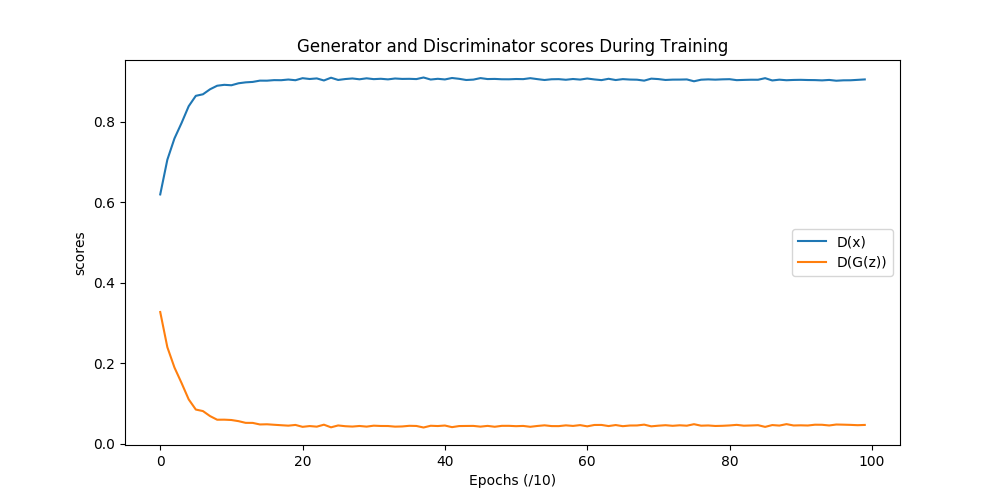 Generator and Discriminator scores During Training
scores
0.8
0.6
0.4
0.2
0.0
D(x)
D(G(z))
0 20 40 60 80 100
Epochs (/10)